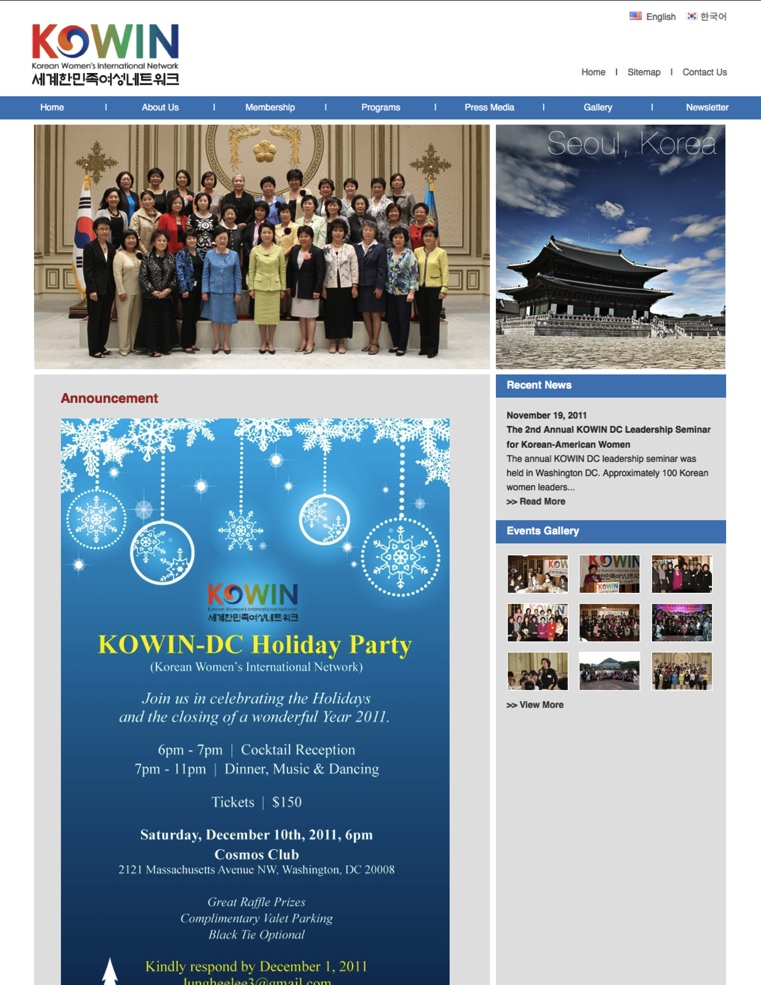 English
한국어
KOWIN
Korean Women's International Network
세계한민족여성네트워크
Home | Sitemap | Contact Us
Home | About Us | Membership | Programs | Press Media | Gallery | Newsletter
Seoul, Korea
Announcement
KOWIN
Korean Women's International Network
세계한민족여성네트워크
KOWIN-DC Holiday Party
(Korean Women's International Network)
Join us in celebrating the Holidays
and the closing of a wonderful Year 2011.
6pm - 7pm | Cocktail Reception
7pm - 11pm | Dinner, Music & Dancing
Tickets | $150
Saturday, December 10th, 2011, 6pm
Cosmos Club
2121 Massachusetts Avenue NW, Washington, DC 20008
Great Raffle Prizes
Complimentary Valet Parking
Black Tie Optional
Kindly respond by December 1, 2011
Jungheelee3@gmail.com
Recent News
November 19, 2011
The 2nd Annual KOWIN DC Leadership Seminar
for Korean-American Women
The annual KOWIN DC leadership seminar was
held in Washington DC. Approximately 100 Korean
women leaders...
>> Read More
Events Gallery
>> View More